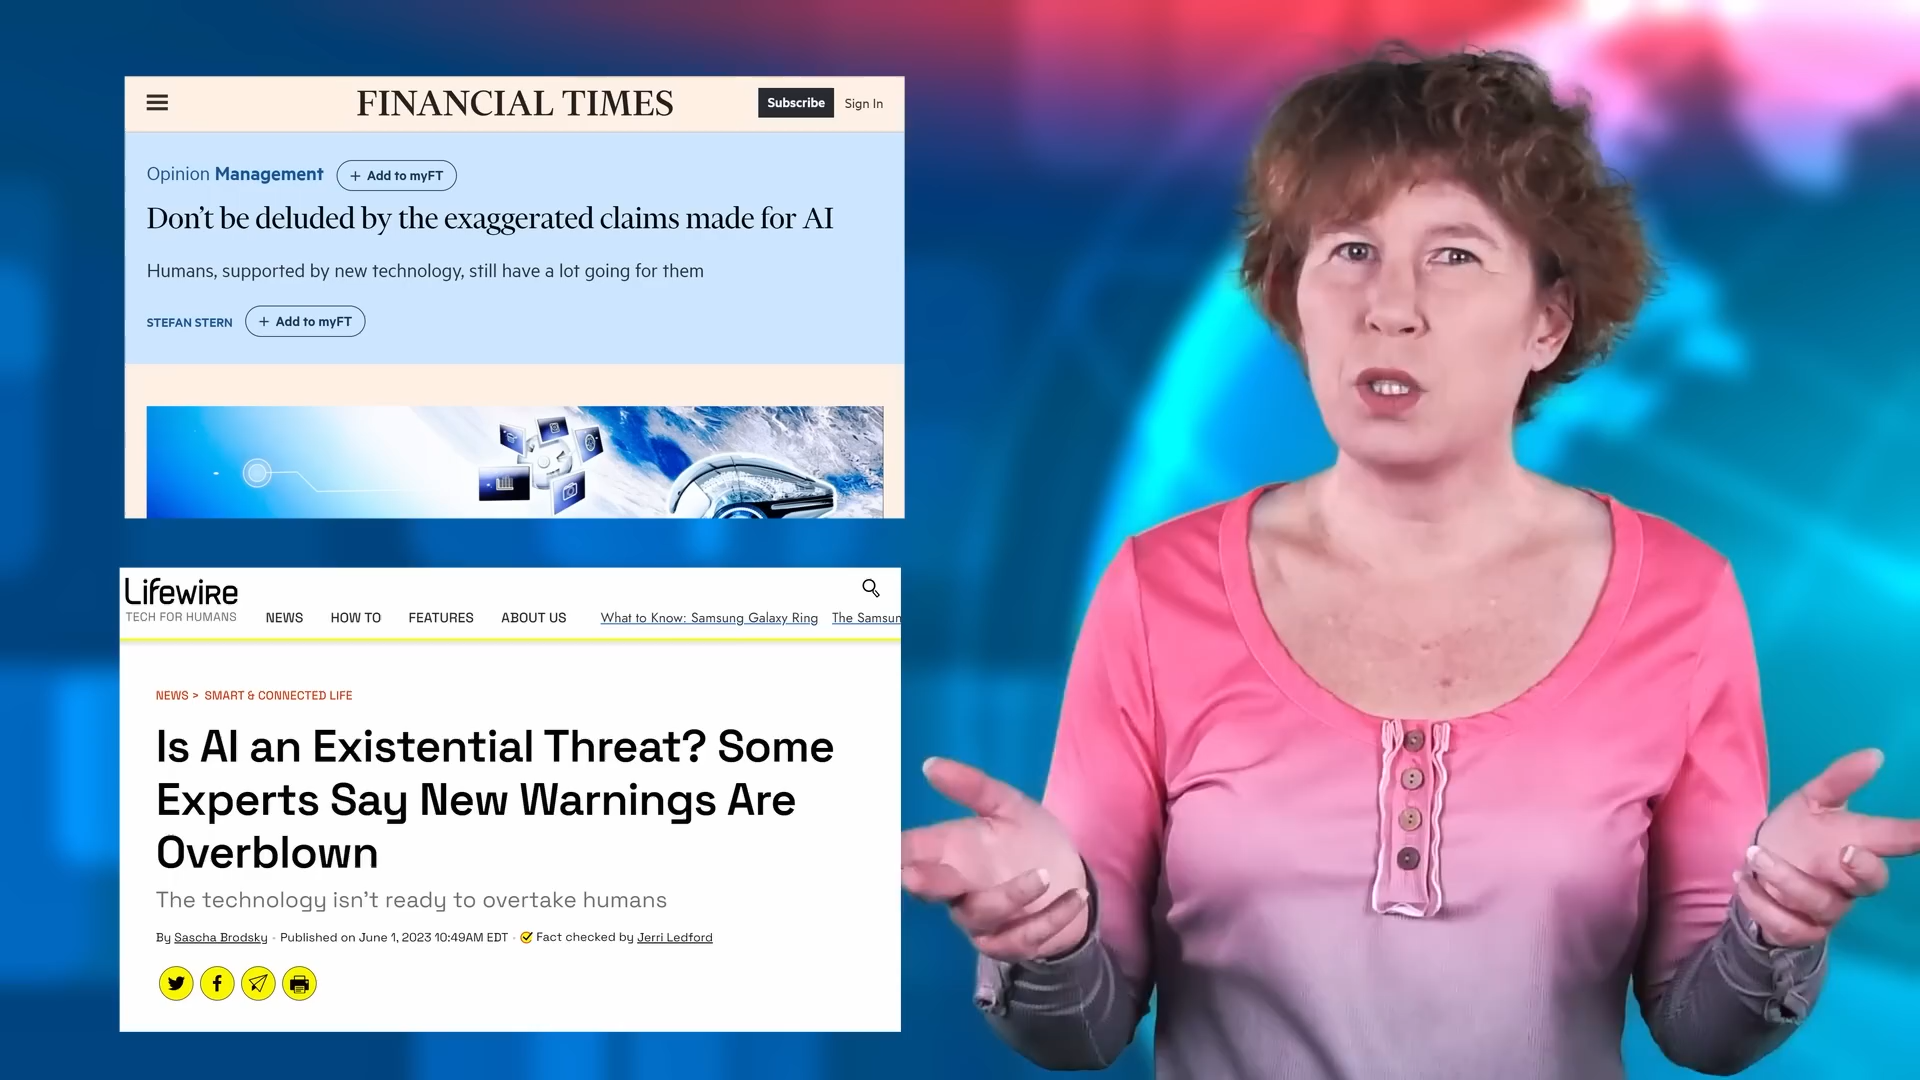 FINANCIAL TIMES
Subscribe
Sign In
Opinion Management
+ Add to myFT
Don't be deluded by the exaggerated claims made for AI
Humans, supported by new technology, still have a lot going for them
STEFAN STERN
+ Add to myFT
Lifewire
TECH FOR HUMANS
NEWS
HOW TO
FEATURES
ABOUT US
What to Know: Samsung Galaxy Ring
The Samsun
NEWS > SMART & CONNECTED LIFE
Is AI an Existential Threat? Some
Experts Say New Warnings Are
Overblown
The technology isn't ready to overtake humans
By Sascha Brodsky · Published on June 1, 2023 10:49AM EDT · Fact checked by Jerri Ledford